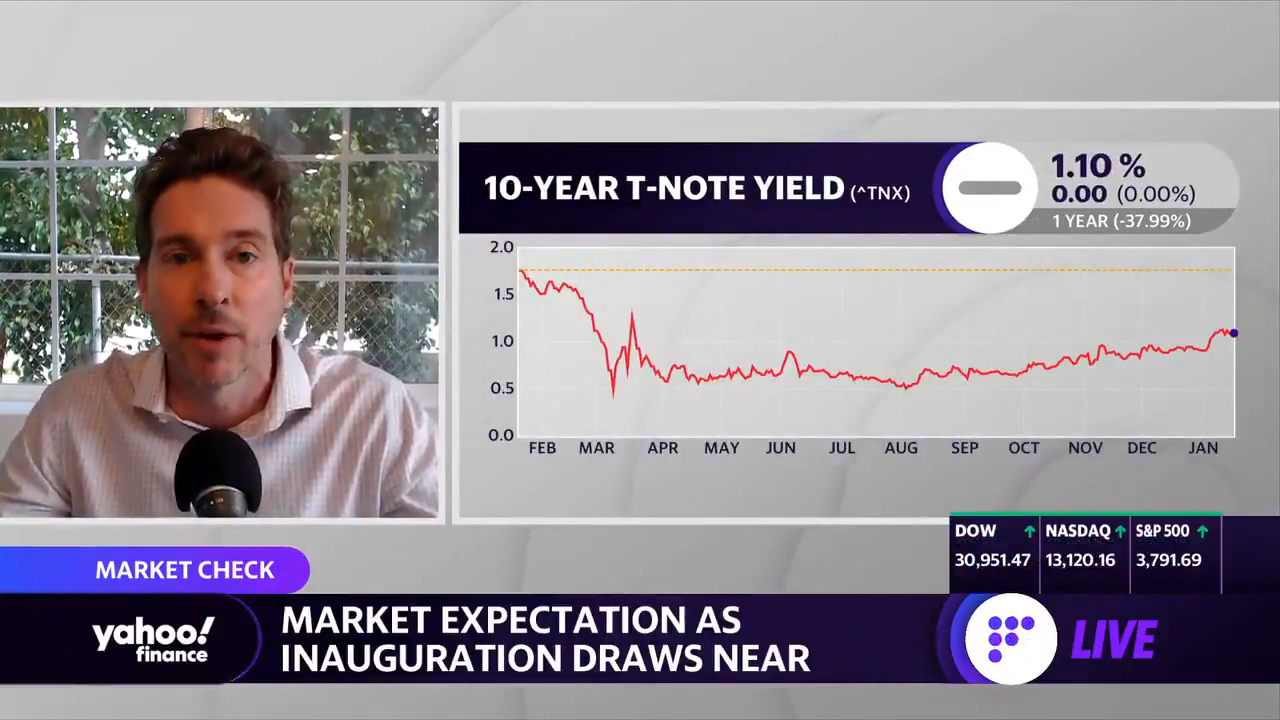 10-YEAR T-NOTE YIELD (^TNX)
1.10 %
0.00 (0.00%)
1 YEAR (-37.99%)
2.0
1.5
1.0
0.5
0.0
FEB MAR APR MAY JUN JUL AUG SEP OCT NOV DEC JAN
DOW NASDAQ S&P 500
30,951.47 13,120.16 3,791.69
MARKET CHECK
yahoo!
finance
MARKET EXPECTATION AS
INAUGURATION DRAWS NEAR
LIVE